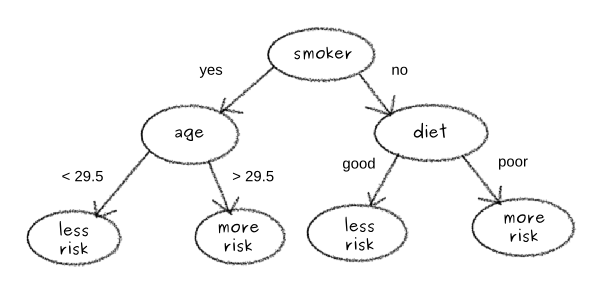 smoker
yes
no
age
diet
< 29.5
> 29.5
good
poor
less
risk
more
risk
less
risk
more
risk